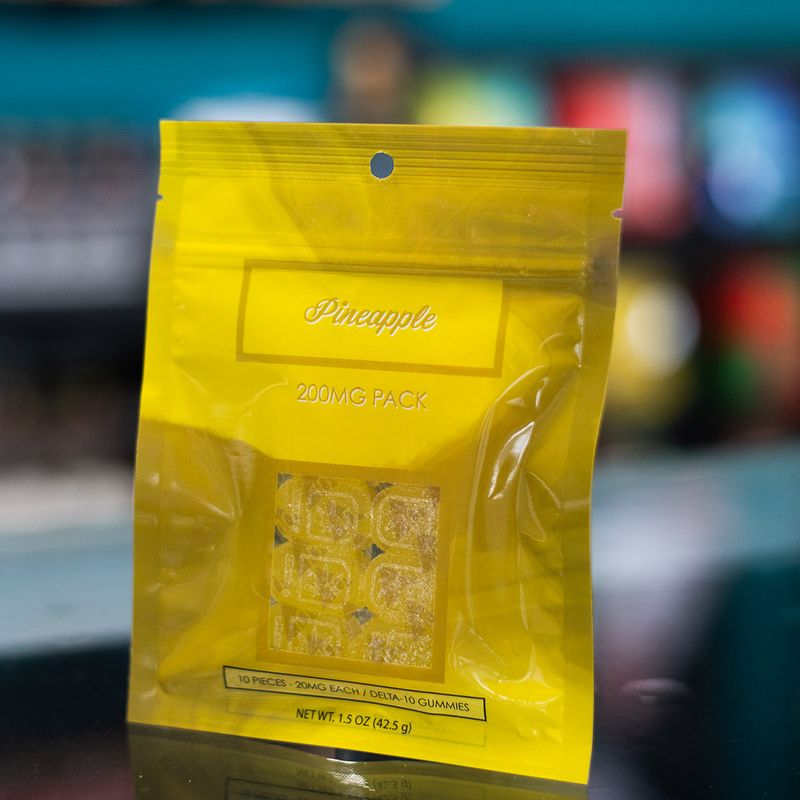 Pineapple
200MG PACK
10 PIECES - 20MG EACH / DELTA-10 GUMMIES
NET WT. 1.5 OZ (42.5 g)